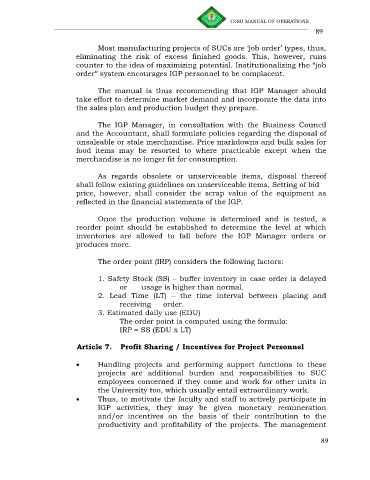 CvSU MANUAL OF OPERATIONS
89
Most manufacturing projects of SUCs are 'job order' types, thus,
eliminating the risk of excess finished goods. This, however, runs
counter to the idea of maximizing potential. Institutionalizing the "job
order" system encourages IGP personnel to be complacent.
The manual is thus recommending that IGP Manager should
take effort to determine market demand and incorporate the data into
the sales plan and production budget they prepare.
The IGP Manager, in consultation with the Business Council
and the Accountant, shall formulate policies regarding the disposal of
unsaleable or stale merchandise. Price markdowns and bulk sales for
food items may be resorted to where practicable except when the
merchandise is no longer fit for consumption.
As regards obsolete or unserviceable items, disposal thereof
shall follow existing guidelines on unserviceable items. Setting of bid
price, however, shall consider the scrap value of the equipment as
reflected in the financial statements of the IGP.
Once the production volume is determined and is tested, a
reorder point should be established to determine the level at which
inventories are allowed to fall before the IGP Manager orders or
produces more.
The order point (IRP) considers the following factors:
1. Safety Stock (SS) – buffer inventory in case order is delayed
or usage is higher than normal.
2. Lead Time (LT) – the time interval between placing and
receiving order.
3. Estimated daily use (EDU)
The order point is computed using the formula:
IRP = SS (EDU x LT)
Article 7. Profit Sharing / Incentives for Project Personnel
• Handling projects and performing support functions to these
projects are additional burden and responsibilities to SUC
employees concerned if they come and work for other units in
the University too, which usually entail extraordinary work.
• Thus, to motivate the faculty and staff to actively participate in
IGP activities, they may be given monetary remuneration
and/or incentives on the basis of their contribution to the
productivity and profitability of the projects. The management
89